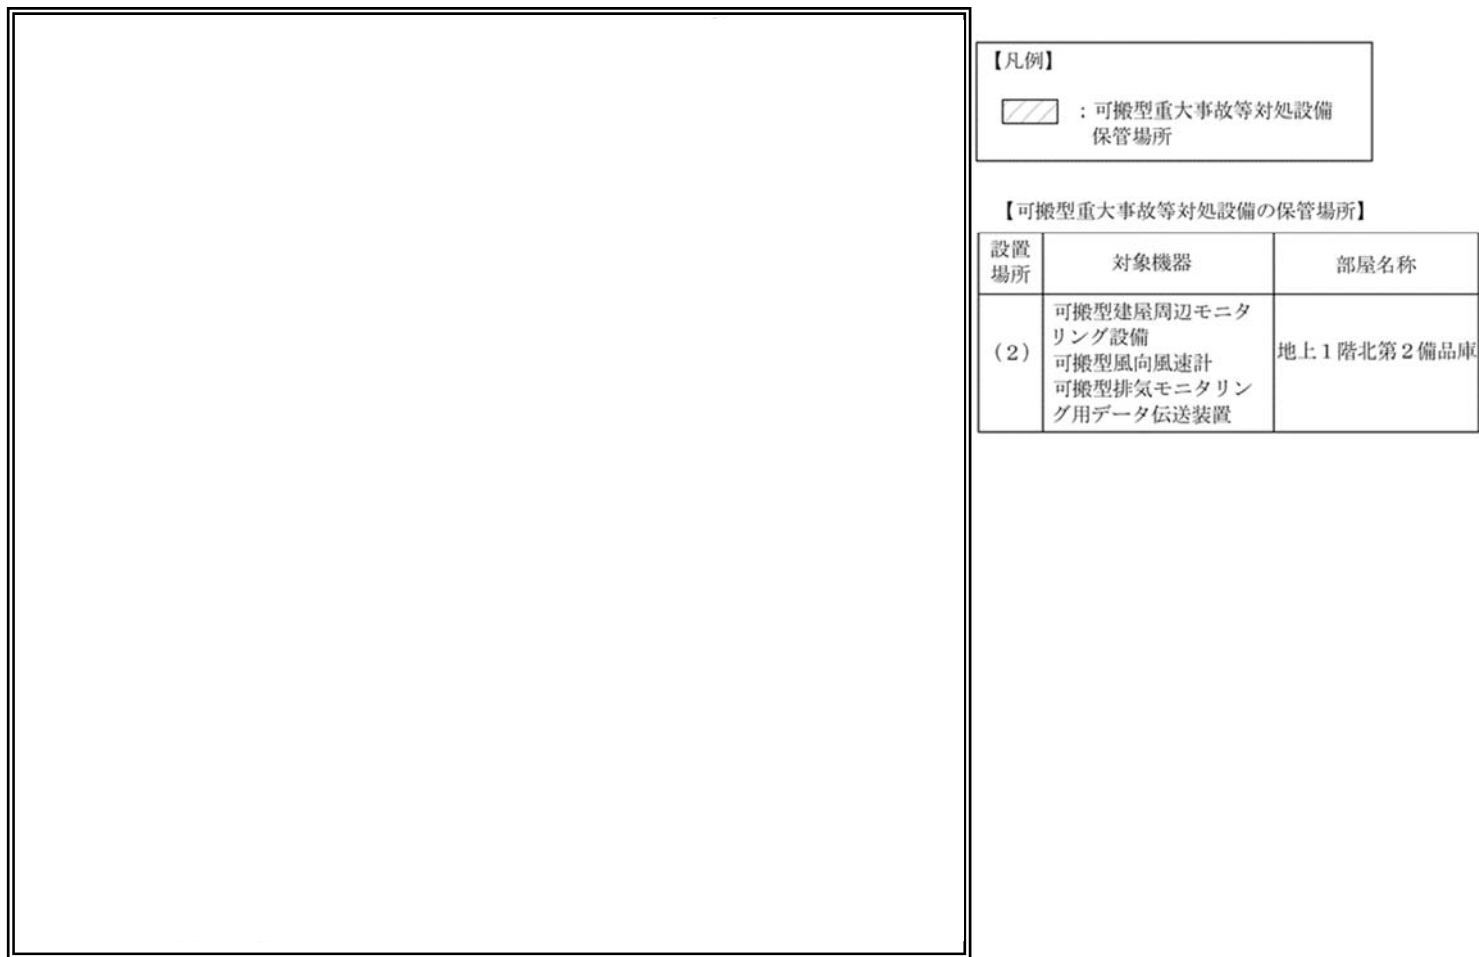 【凡例】
：可搬型重大事故等対処設備
保管場所
【可搬型重大事故等対処設備の保管場所】
設置
場所
対象機器
部屋名称
（２）
可搬型建屋周辺モニタ
リング設備
可搬型風向風速計
可搬型排気モニタリン
グ用データ伝送装置
地上１階北第２備品庫